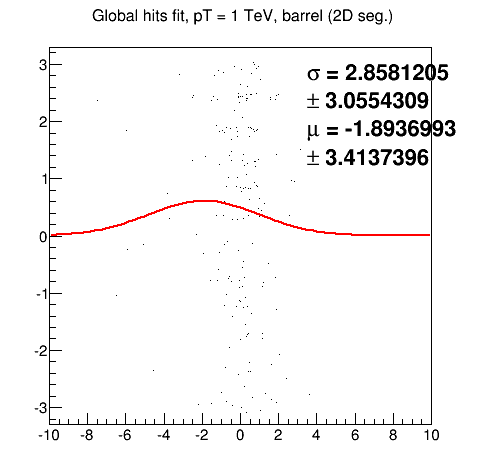 Global hits fit, pT = 1 TeV, barrel (2D seg.)
σ = 2.8581205
± 3.0554309
μ = -1.8936993
± 3.4137396
3
2
1
0
-1
-2
-3
-10 -8 -6 -4 -2 0 2 4 6 8 10